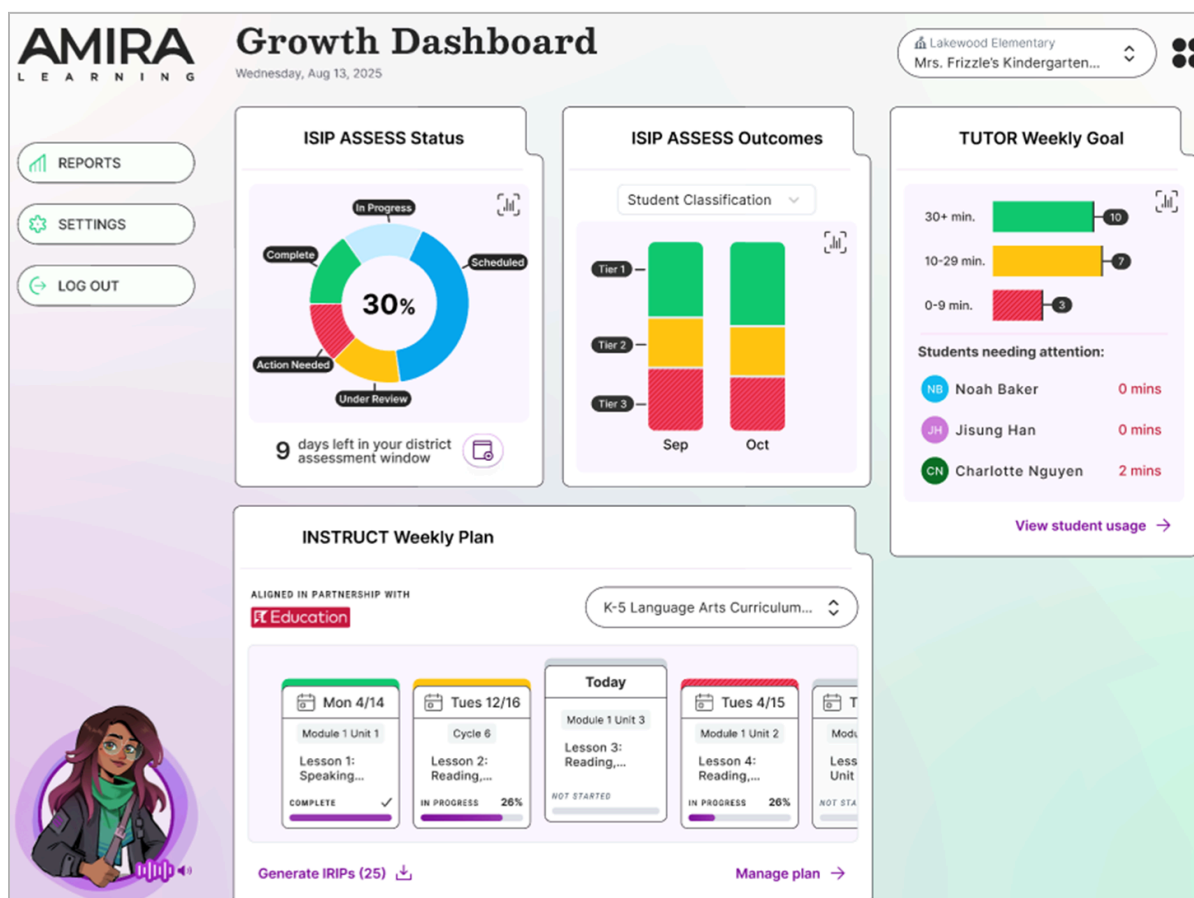 AMIRA
LEARNING
Growth Dashboard
Wednesday, Aug 13, 2025
Lakewood Elementary
Mrs. Frizzle's Kindergarten...
REPORTS
SETTINGS
LOG OUT
ISIP ASSESS Status
In Progress
Complete
Scheduled
30%
Action Needed
Under Review
9 days left in your district
assessment window
ISIP ASSESS Outcomes
Student Classification
Tier 1
Tier 2
Tier 3
Sep
Oct
TUTOR Weekly Goal
30+ min.
10
10-29 min.
7
0-9 min.
3
Students needing attention:
NB Noah Baker 0 mins
JH Jisung Han 0 mins
CN Charlotte Nguyen 2 mins
View student usage
INSTRUCT Weekly Plan
ALIGNED IN PARTNERSHIP WITH
Education
K-5 Language Arts Curriculum...
Mon 4/14
Module 1 Unit 1
Lesson 1:
Speaking...
COMPLETE
Tues 12/16
Cycle 6
Lesson 2:
Reading,...
IN PROGRESS 26%
Today
Module 1 Unit 3
Lesson 3:
Reading,...
NOT STARTED
Tues 4/15
Module 1 Unit 2
Lesson 4:
Reading,...
IN PROGRESS 26%
T
Modu
Less
Unit
NOT STA
Generate IRIPs (25)
Manage plan